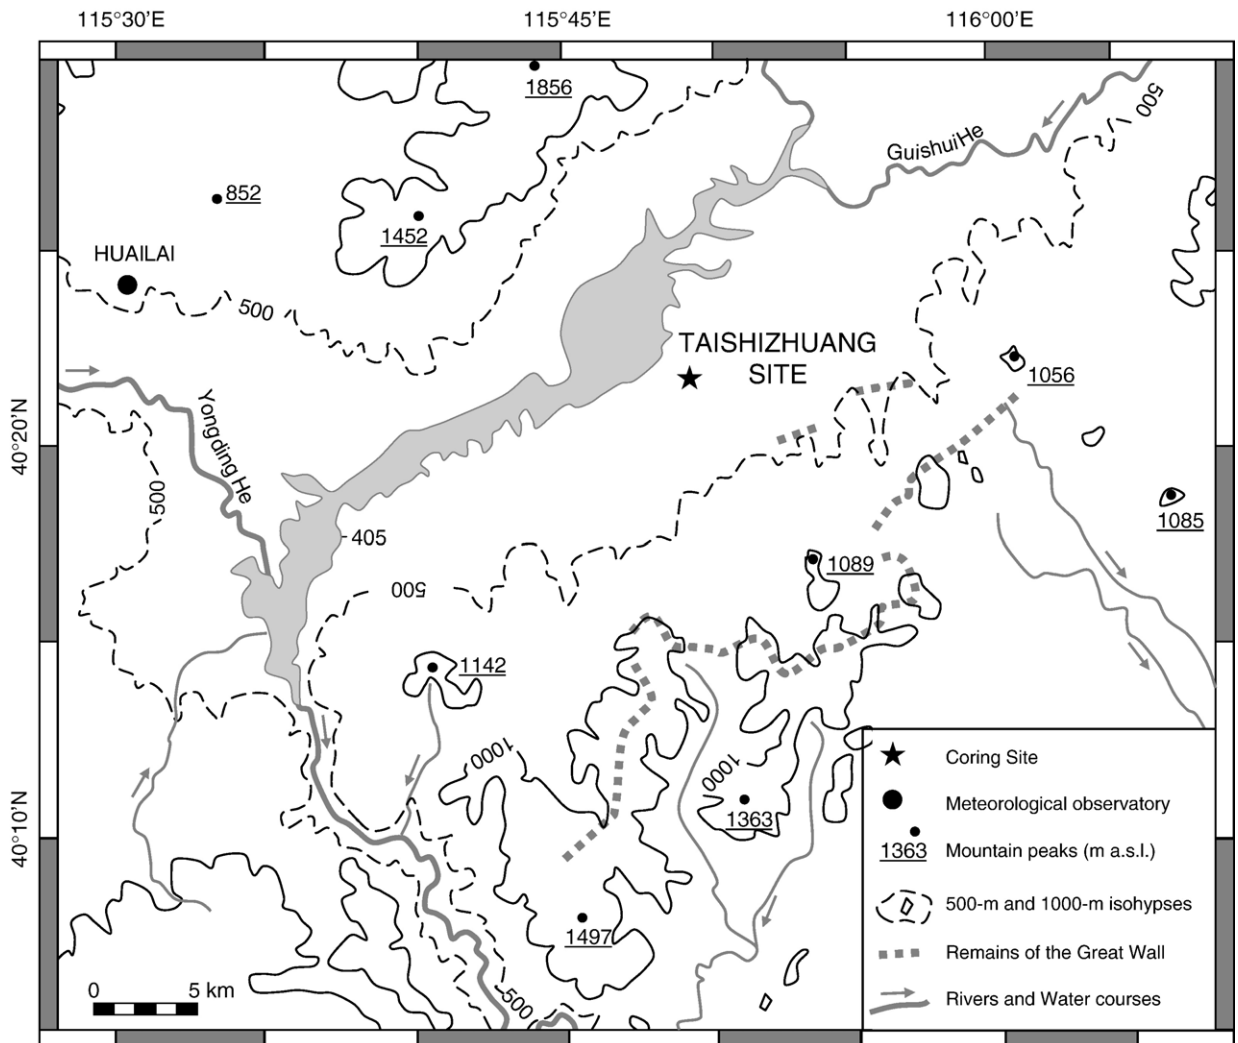 115°30’E
115°45’E
116°00’E
1856
500
GuishuiHe
852
1452
HUAILAI
500
TAISHIZHUANG
SITE
1056
Yongding He
40°20’N
500
405
1085
1089
500
1142
1000
1000
1363
40°10’N
1497
500
0 5 km
Coring Site
Meteorological observatory
1363 Mountain peaks (m a.s.l.)
500-m and 1000-m isohypses
Remains of the Great Wall
Rivers and Water courses